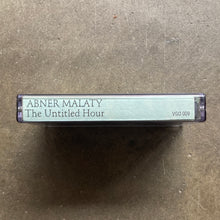 ABNER MALATY
The Untitled Hour
VGO 009